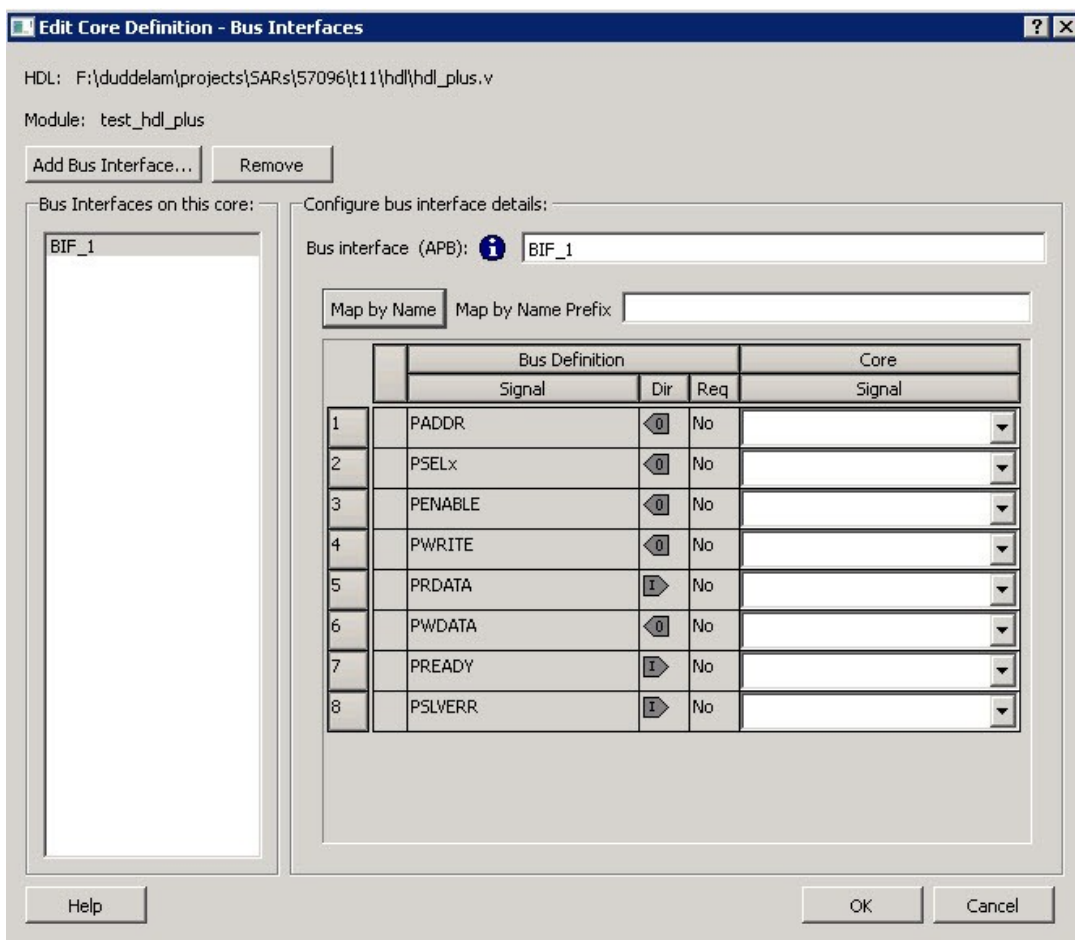 Edit Core Definition - Bus Interfaces
HDL: F:\duddelam\projects\SARs\57096\t11\hdl\hdl_plus.v
Module: test_hdl_plus
Add Bus Interface... Remove
Bus Interfaces on this core:
BIF_1
Configure bus interface details:
Bus interface (APB): BIF_1
Map by Name Map by Name Prefix
Bus Definition Core
Signal Dir Req Signal
1 PADDR O No
2 PSELx O No
3 PENABLE O No
4 PWRITE O No
5 PRDATA I No
6 PWDATA O No
7 PREADY I No
8 PSLVERR I No
Help OK Cancel